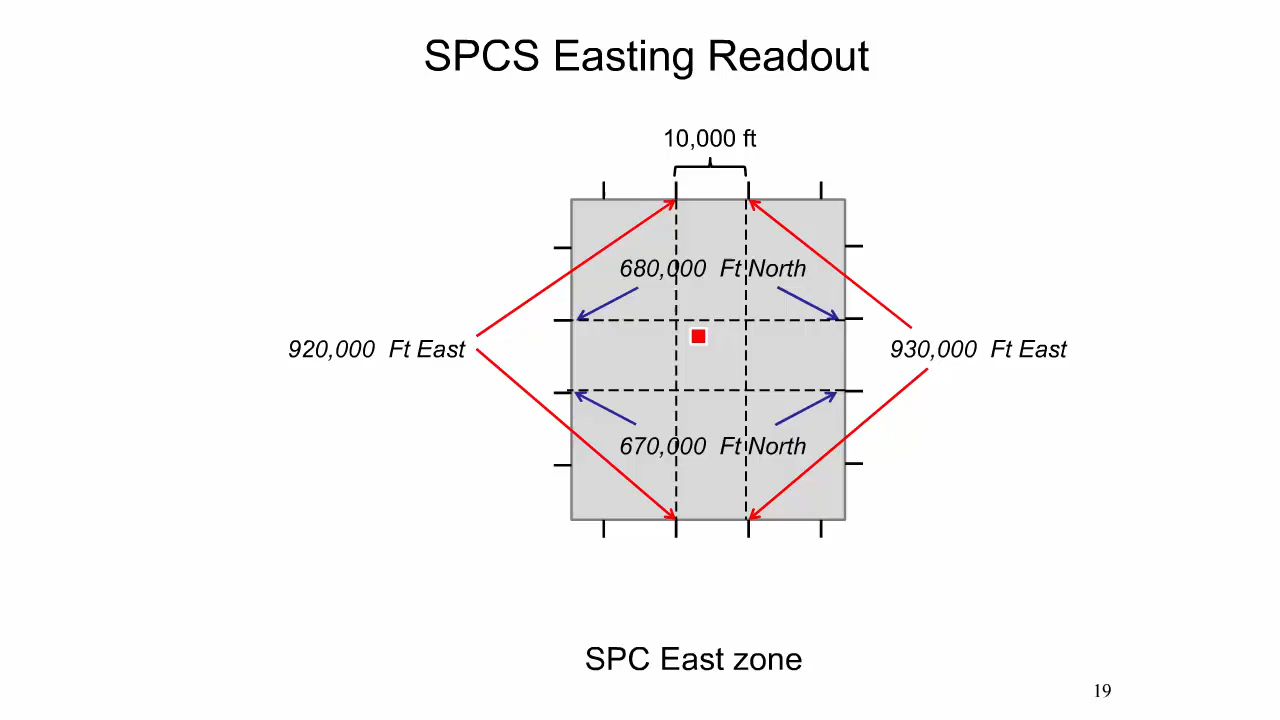 SPCS Easting Readout
10,000 ft
680,000 Ft North
920,000 Ft East
930,000 Ft East
670,000 Ft North
SPC East zone
19